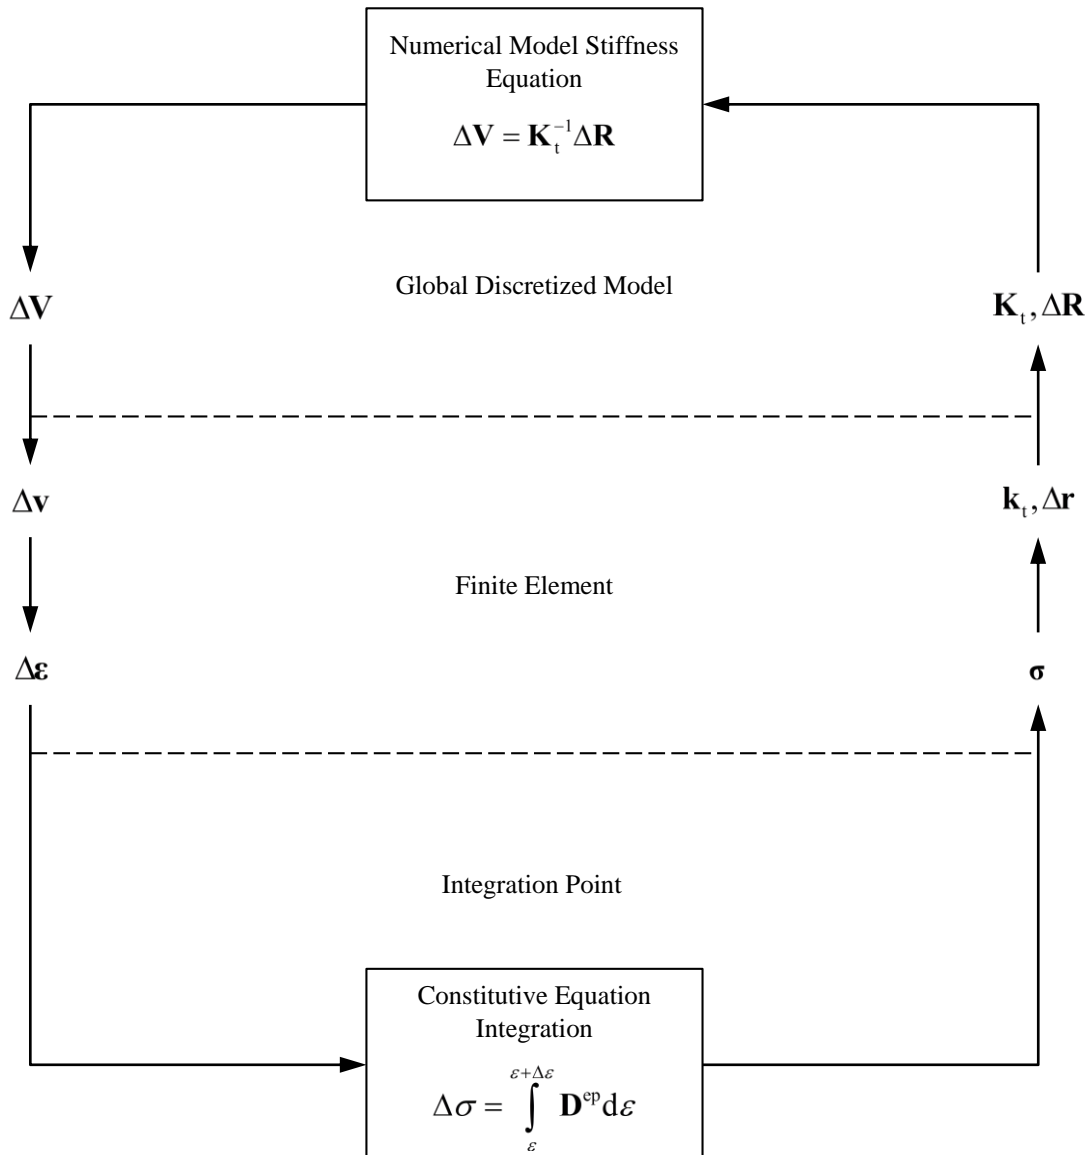 Numerical Model Stiffness
Equation
ΔV = K_t^{-1} ΔR
Global Discretized Model
ΔV
K_t, ΔR
Δv
k_t, Δr
Finite Element
Δε
σ
Integration Point
Constitutive Equation
Integration
Δσ = ∫_{ε}^{ε+Δε} D^{ep} dε